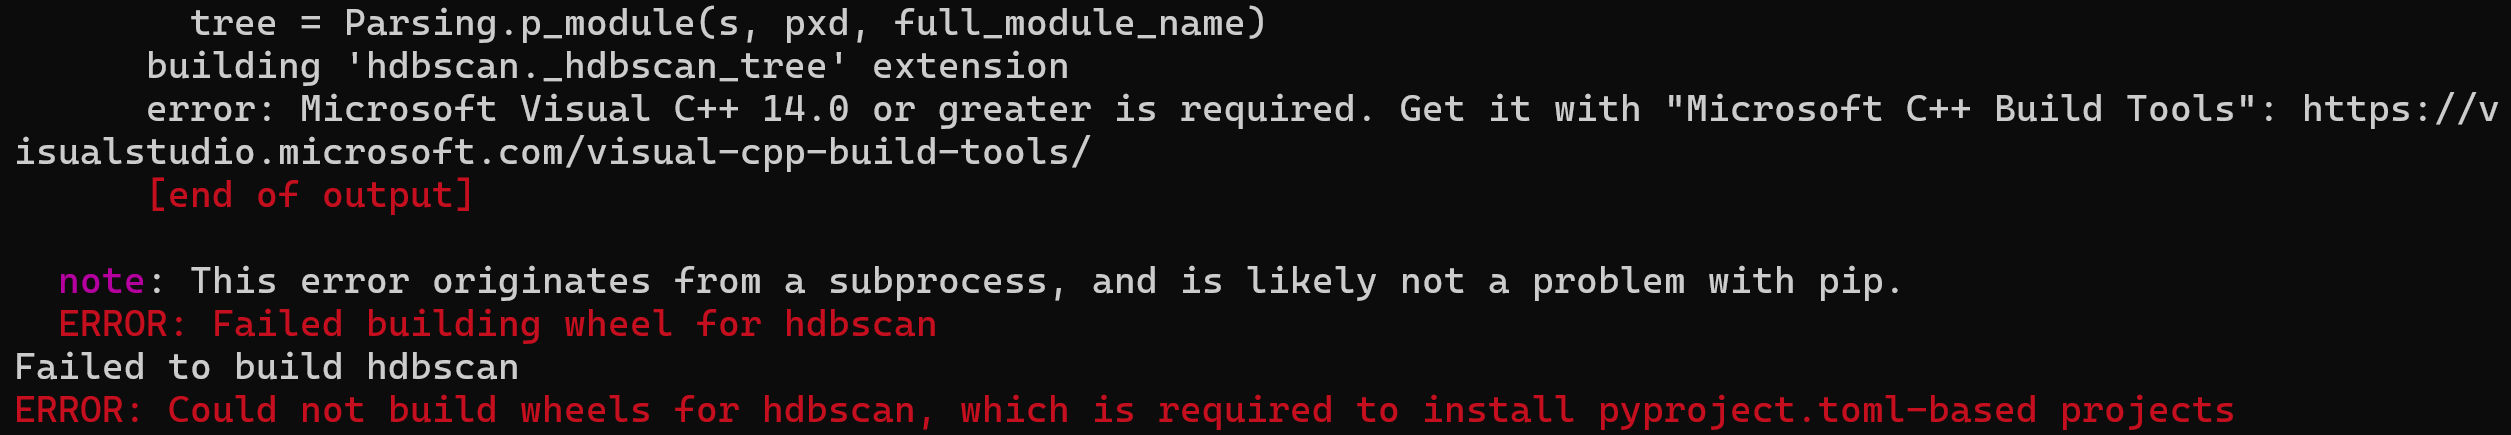 tree = Parsing.p_module(s, pxd, full_module_name)
building 'hdbscan._hdbscan_tree' extension
error: Microsoft Visual C++ 14.0 or greater is required. Get it with "Microsoft C++ Build Tools": https://v
isualstudio.microsoft.com/visual-cpp-build-tools/
[end of output]
note: This error originates from a subprocess, and is likely not a problem with pip.
ERROR: Failed building wheel for hdbscan
Failed to build hdbscan
ERROR: Could not build wheels for hdbscan, which is required to install pyproject.toml-based projects